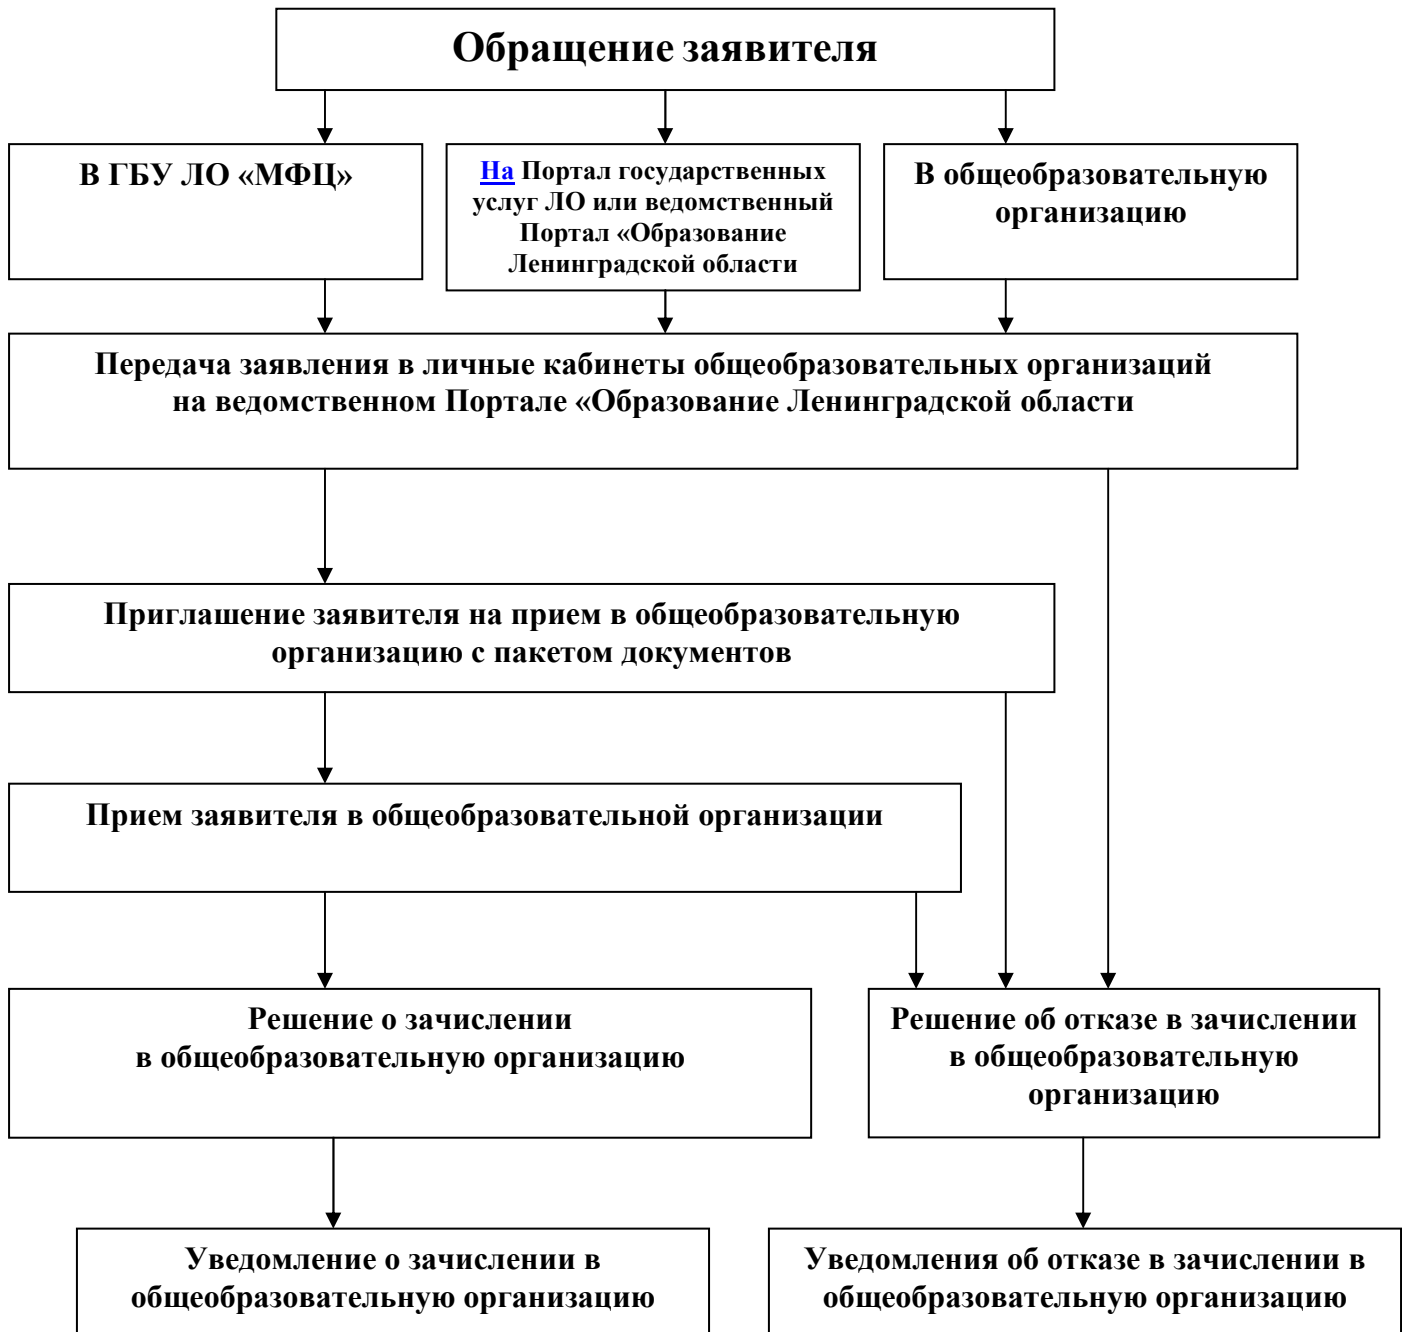 Обращение заявителя
В ГБУ ЛО «МФЦ»
На Портал государственных
услуг ЛО или ведомственный
Портал «Образование
Ленинградской области
В общеобразовательную
организацию
Передача заявления в личные кабинеты общеобразовательных организаций
на ведомственном Портале «Образование Ленинградской области
Приглашение заявителя на прием в общеобразовательную
организацию с пакетом документов
Прием заявителя в общеобразовательной организации
Решение о зачислении
в общеобразовательную организацию
Решение об отказе в зачислении
в общеобразовательную
организацию
Уведомление о зачислении в
общеобразовательную организацию
Уведомления об отказе в зачислении в
общеобразовательную организацию